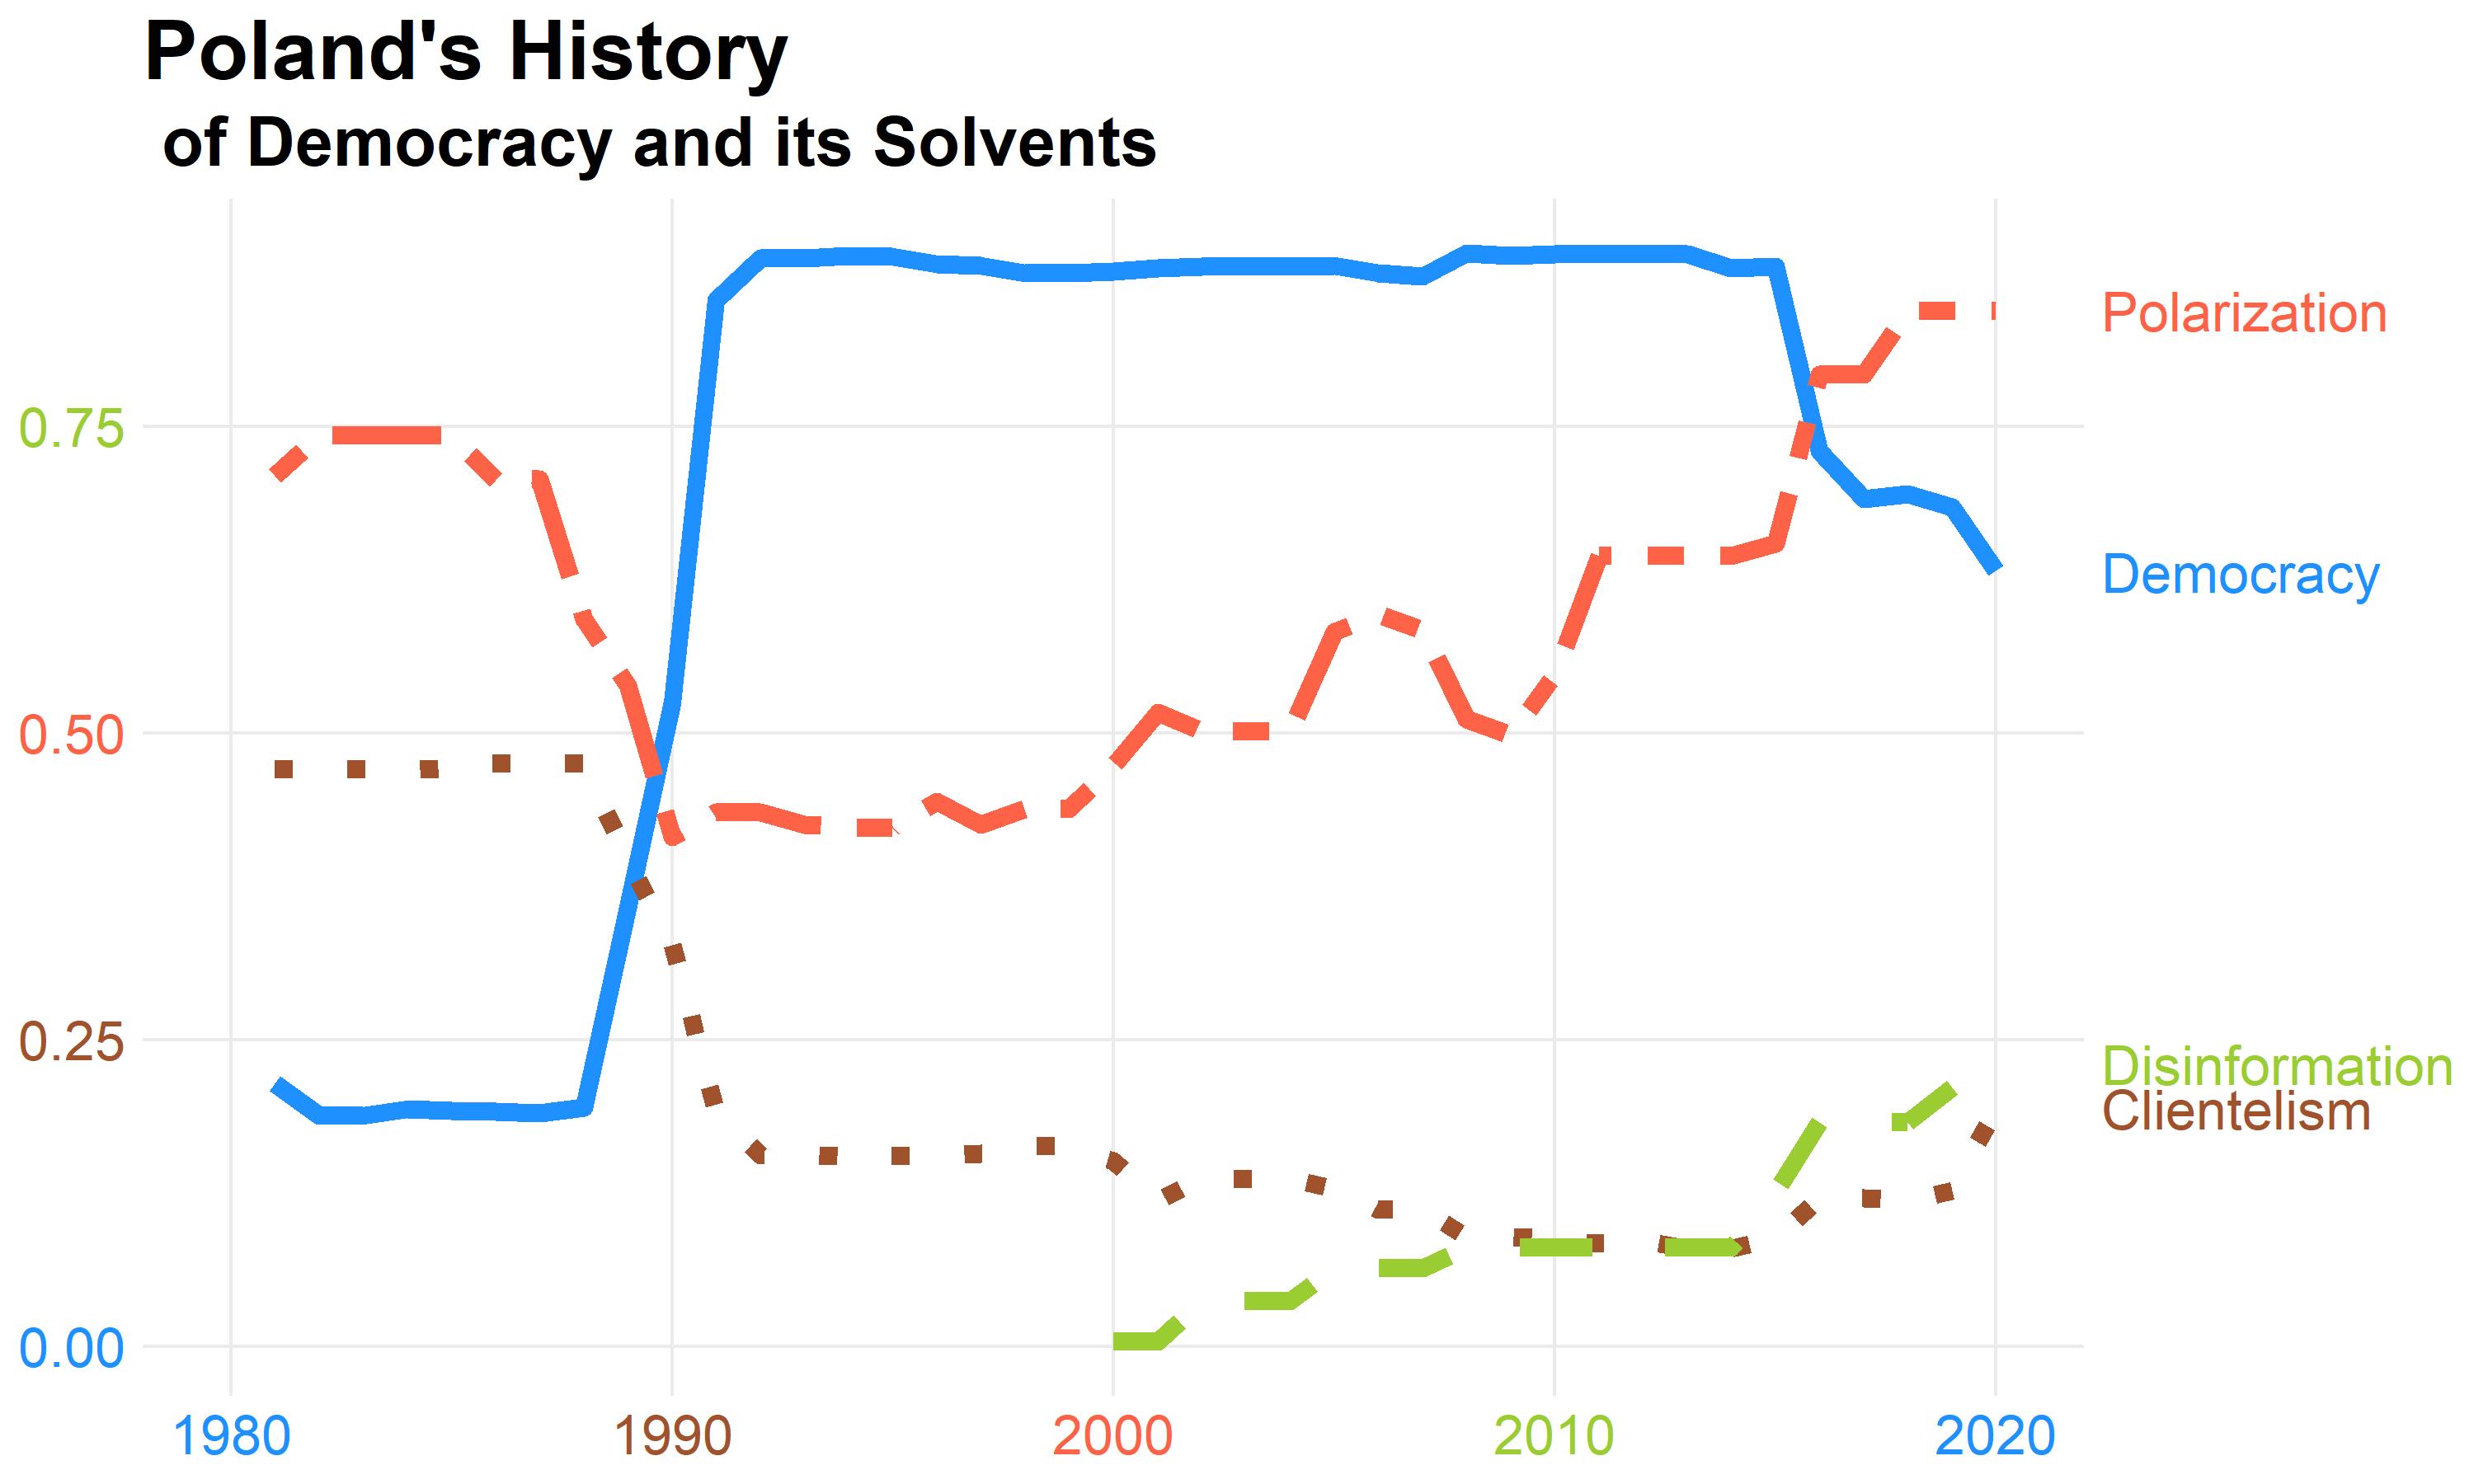 Poland's History
of Democracy and its Solvents
Polarization
0.75
Democracy
0.50
0.25
Disinformation
Clientelism
0.00
1980 1990 2000 2010 2020